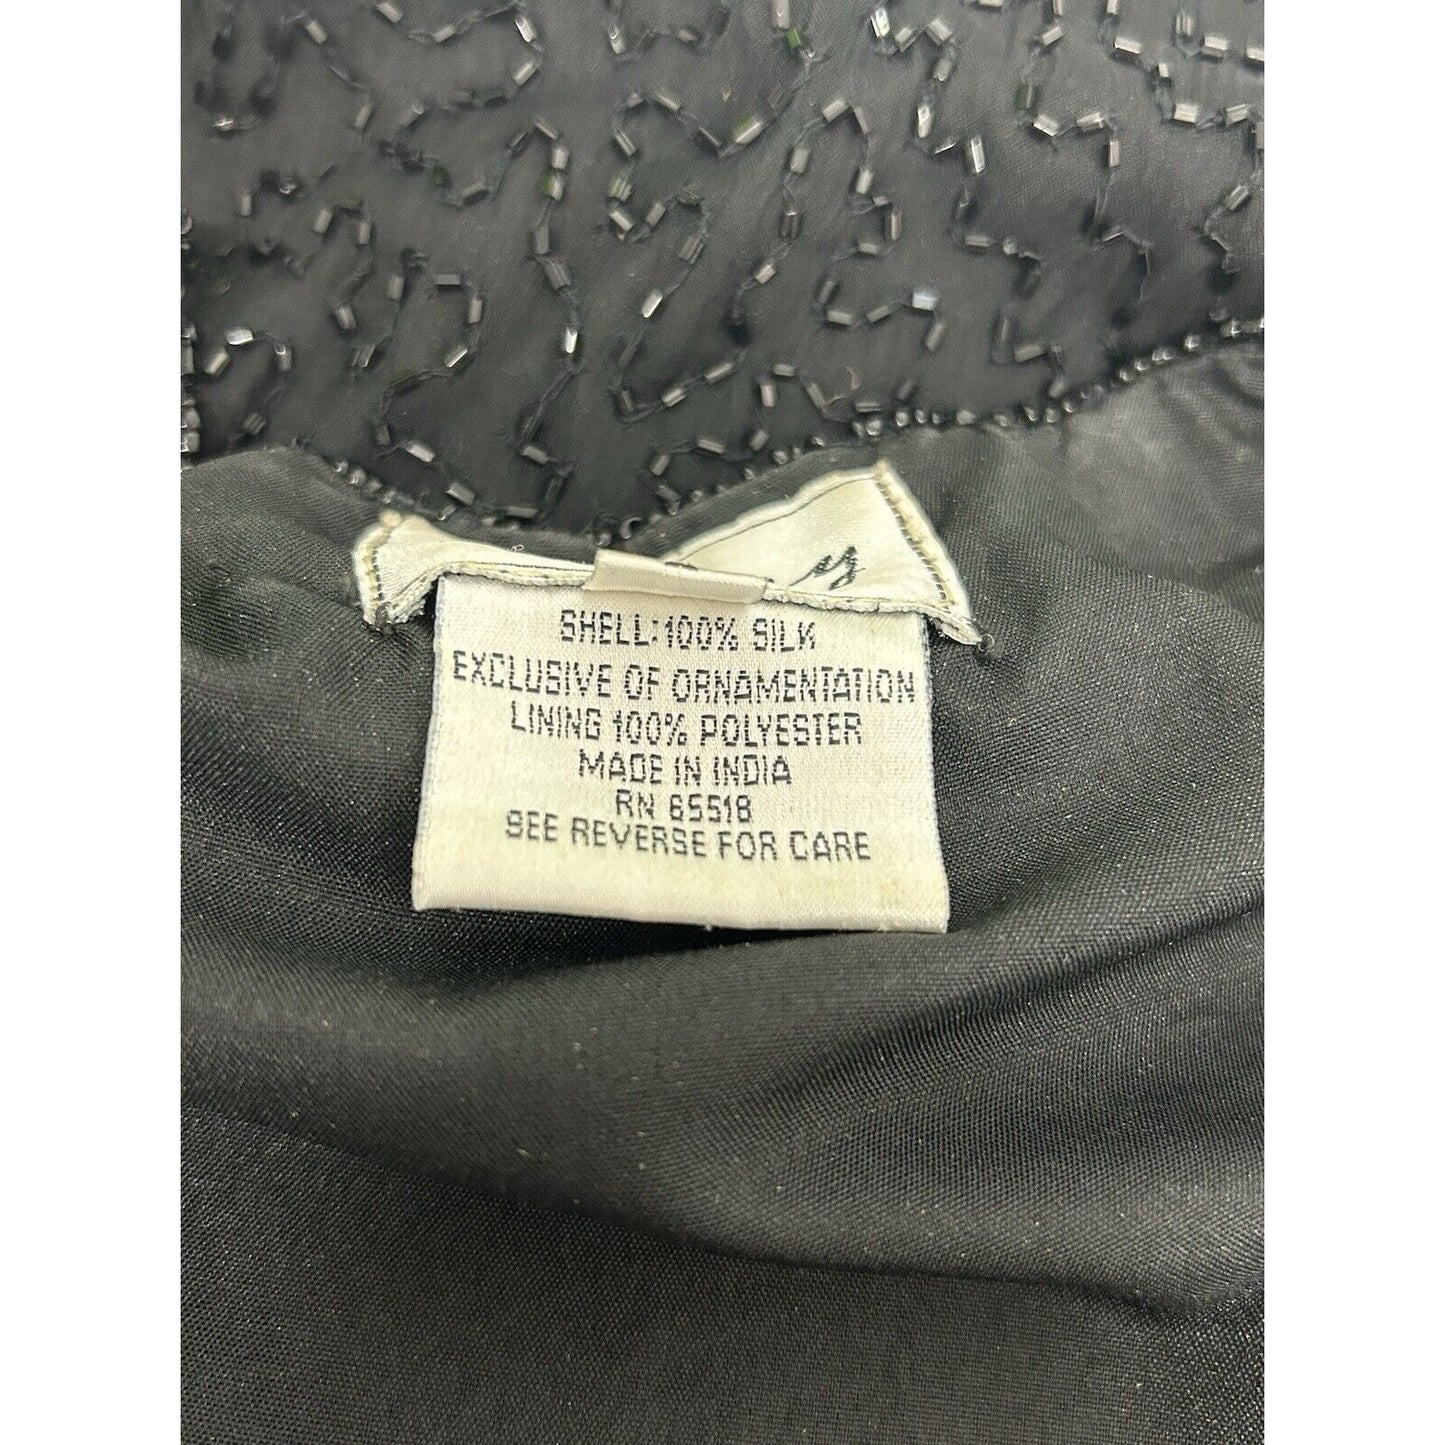 SHELL: 100% SILK
EXCLUSIVE OF ORNAMENTATION
LINING 100% POLYESTER
MADE IN INDIA
RN 65518
SEE REVERSE FOR CARE